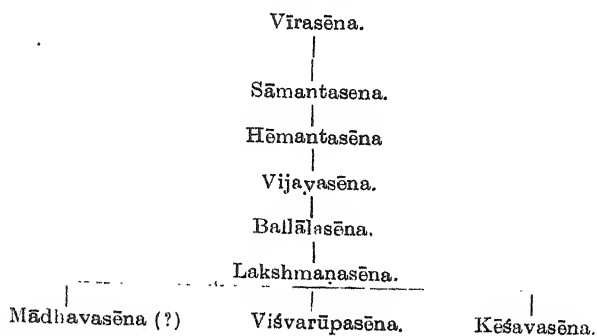 Vīrasēna.
Sāmantasena.
Hēmantasēna
Vijayasēna.
Ballālasēna.
Lakshmaṇasēna.
Mādhavasēna (?) Viśvarūpasēna. Kēśavasēna.